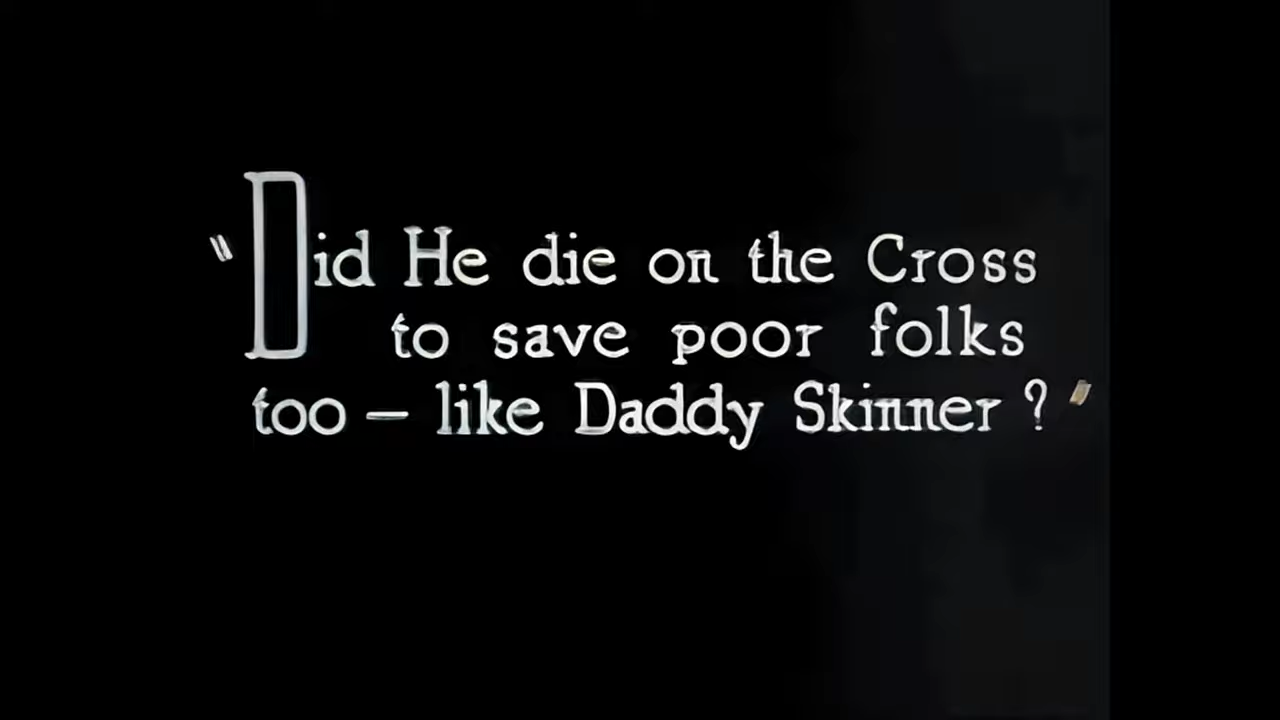 "Did He die on the Cross
to save poor folks
too — like Daddy Skinner?"